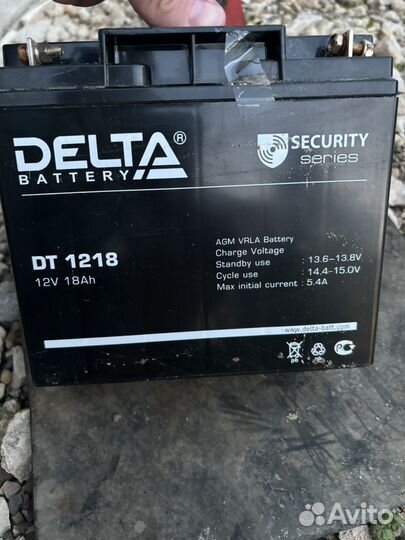 DELTA®
BATTERY
SECURITY
series
DT 1218
12V 18Ah
AGM VRLA Battery
Charge Voltage
Standby use : 13.6-13.8V
Cycle use : 14.4-15.0V
Max initial current : 5.4A
www.delta-batt.com
Pb
Avito